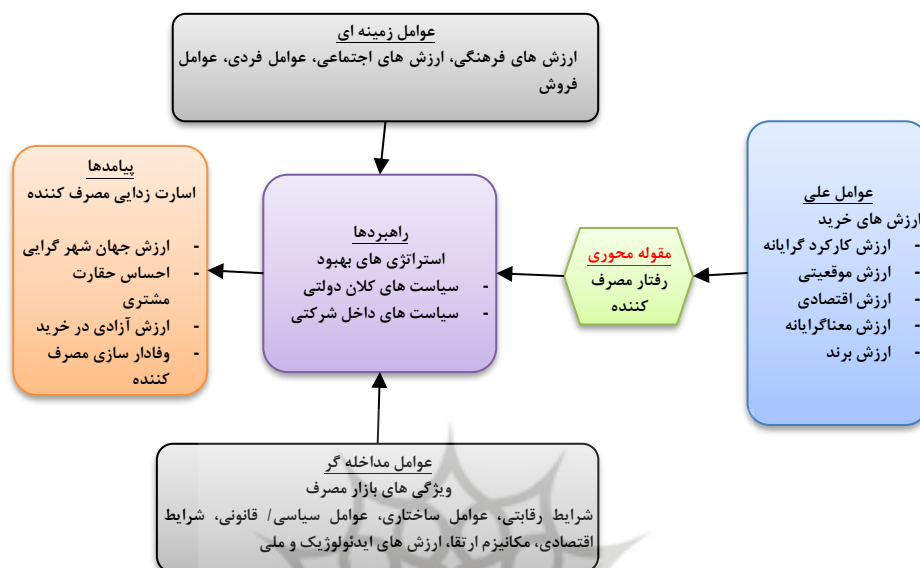 عوامل زمینه ای
ارزش های فرهنگی، ارزش های اجتماعی، عوامل فردی، عوامل
فروش
عوامل علی
ارزش های خرید
- ارزش کارکرد گرایانه
- ارزش موقعیتی
- ارزش اقتصادی
- ارزش معناگرایانه
- ارزش برند
مقوله محوری
رفتار مصرف
کننده
راهبردها
استراتژی های بهبود
- سیاست های کلان دولتی
- سیاست های داخل شرکتی
پیامدها
اسارت زدایی مصرف کننده
- ارزش جهان شهر گرایی
- احساس حقارت
مشتری
- ارزش آزادی در خرید
- وفادار سازی مصرف
کننده
عوامل مداخله گر
ویژگی های بازار مصرف
شرایط رقابتی، عوامل ساختاری، عوامل سیاسی/ قانونی، شرایط
اقتصادی، مکانیزم ارتقا، ارزش های ایدئولوژیک و ملی